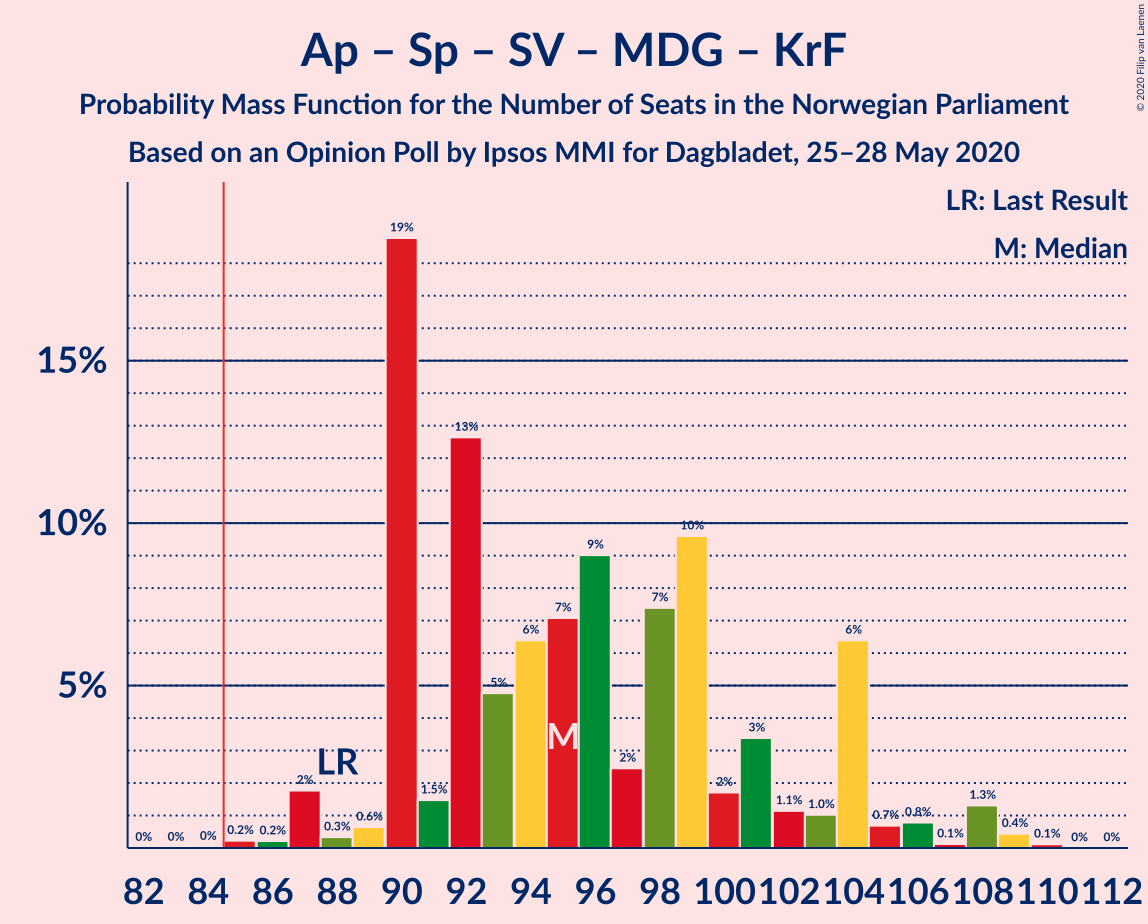 Ap – Sp – SV – MDG – KrF
Probability Mass Function for the Number of Seats in the Norwegian Parliament
Based on an Opinion Poll by Ipsos MMI for Dagbladet, 25–28 May 2020
© 2020 Filip van Laenen
LR: Last Result
M: Median
15%
10%
5%
0% 0% 0% 0.2% 0.2% 2% 0.3% 0.6% 19% 1.5% 13% 5% 6% 7% 9% 2% 7% 10% 2% 3% 1.1% 1.0% 6% 0.7% 0.8% 0.1% 1.3% 0.4% 0.1% 0% 0%
LR
M
82 84 86 88 90 92 94 96 98 100 102 104 106 108 110 112